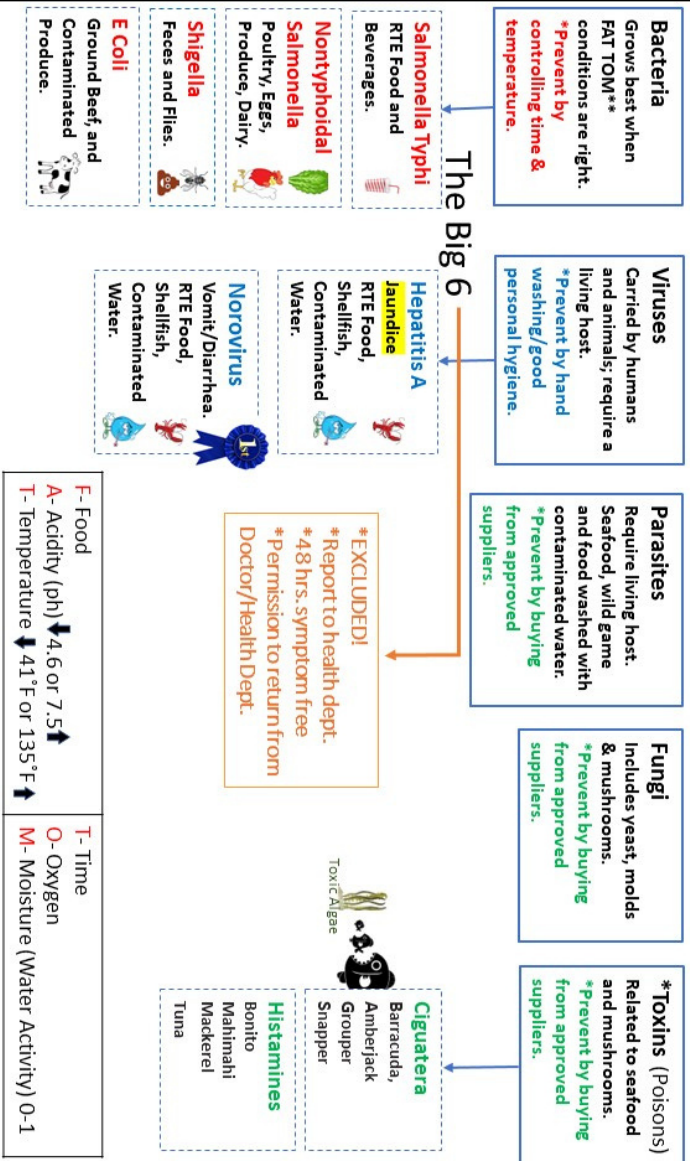 Bacteria
Grows best when
FAT TOM**
conditions are right.
*Prevent by
controlling time &
temperature.
Viruses
Carried by humans
and animals; require a
living host.
*Prevent by hand
washing/good
personal hygiene.
Parasites
Require living host.
Seafood, wild game
and food washed with
contaminated water.
*Prevent by buying
from approved
suppliers.
Fungi
Includes yeast, molds
& mushrooms.
*Prevent by buying
from approved
suppliers.
*Toxins (Poisons)
Related to seafood
and mushrooms.
*Prevent by buying
from approved
suppliers.
The Big 6
Salmonella Typhi
RTE Food and
Beverages.
Nontyphoidal
Salmonella
Poultry, Eggs,
Produce, Dairy.
Shigella
Feces and Flies.
E Coli
Ground Beef, and
Contaminated
Produce.
Hepatitis A
Jaundice
RTE Food,
Shellfish,
Contaminated
Water.
Norovirus
Vomit/Diarrhea.
RTE Food,
Shellfish,
Contaminated
Water.
1st
*EXCLUDED!
*Report to health dept.
*48 hrs. symptom free
*Permission to return from
Doctor/Health Dept.
Toxic Algae
Ciguatera
Barracuda,
Amberjack
Grouper
Snapper
Histamines
Bonito
Mahimahi
Mackerel
Tuna
F- Food
A- Acidity (ph) ⬇4.6 or 7.5⬆
T- Temperature ⬇ 41°F or 135°F⬆
T- Time
O- Oxygen
M- Moisture (Water Activity) 0-1